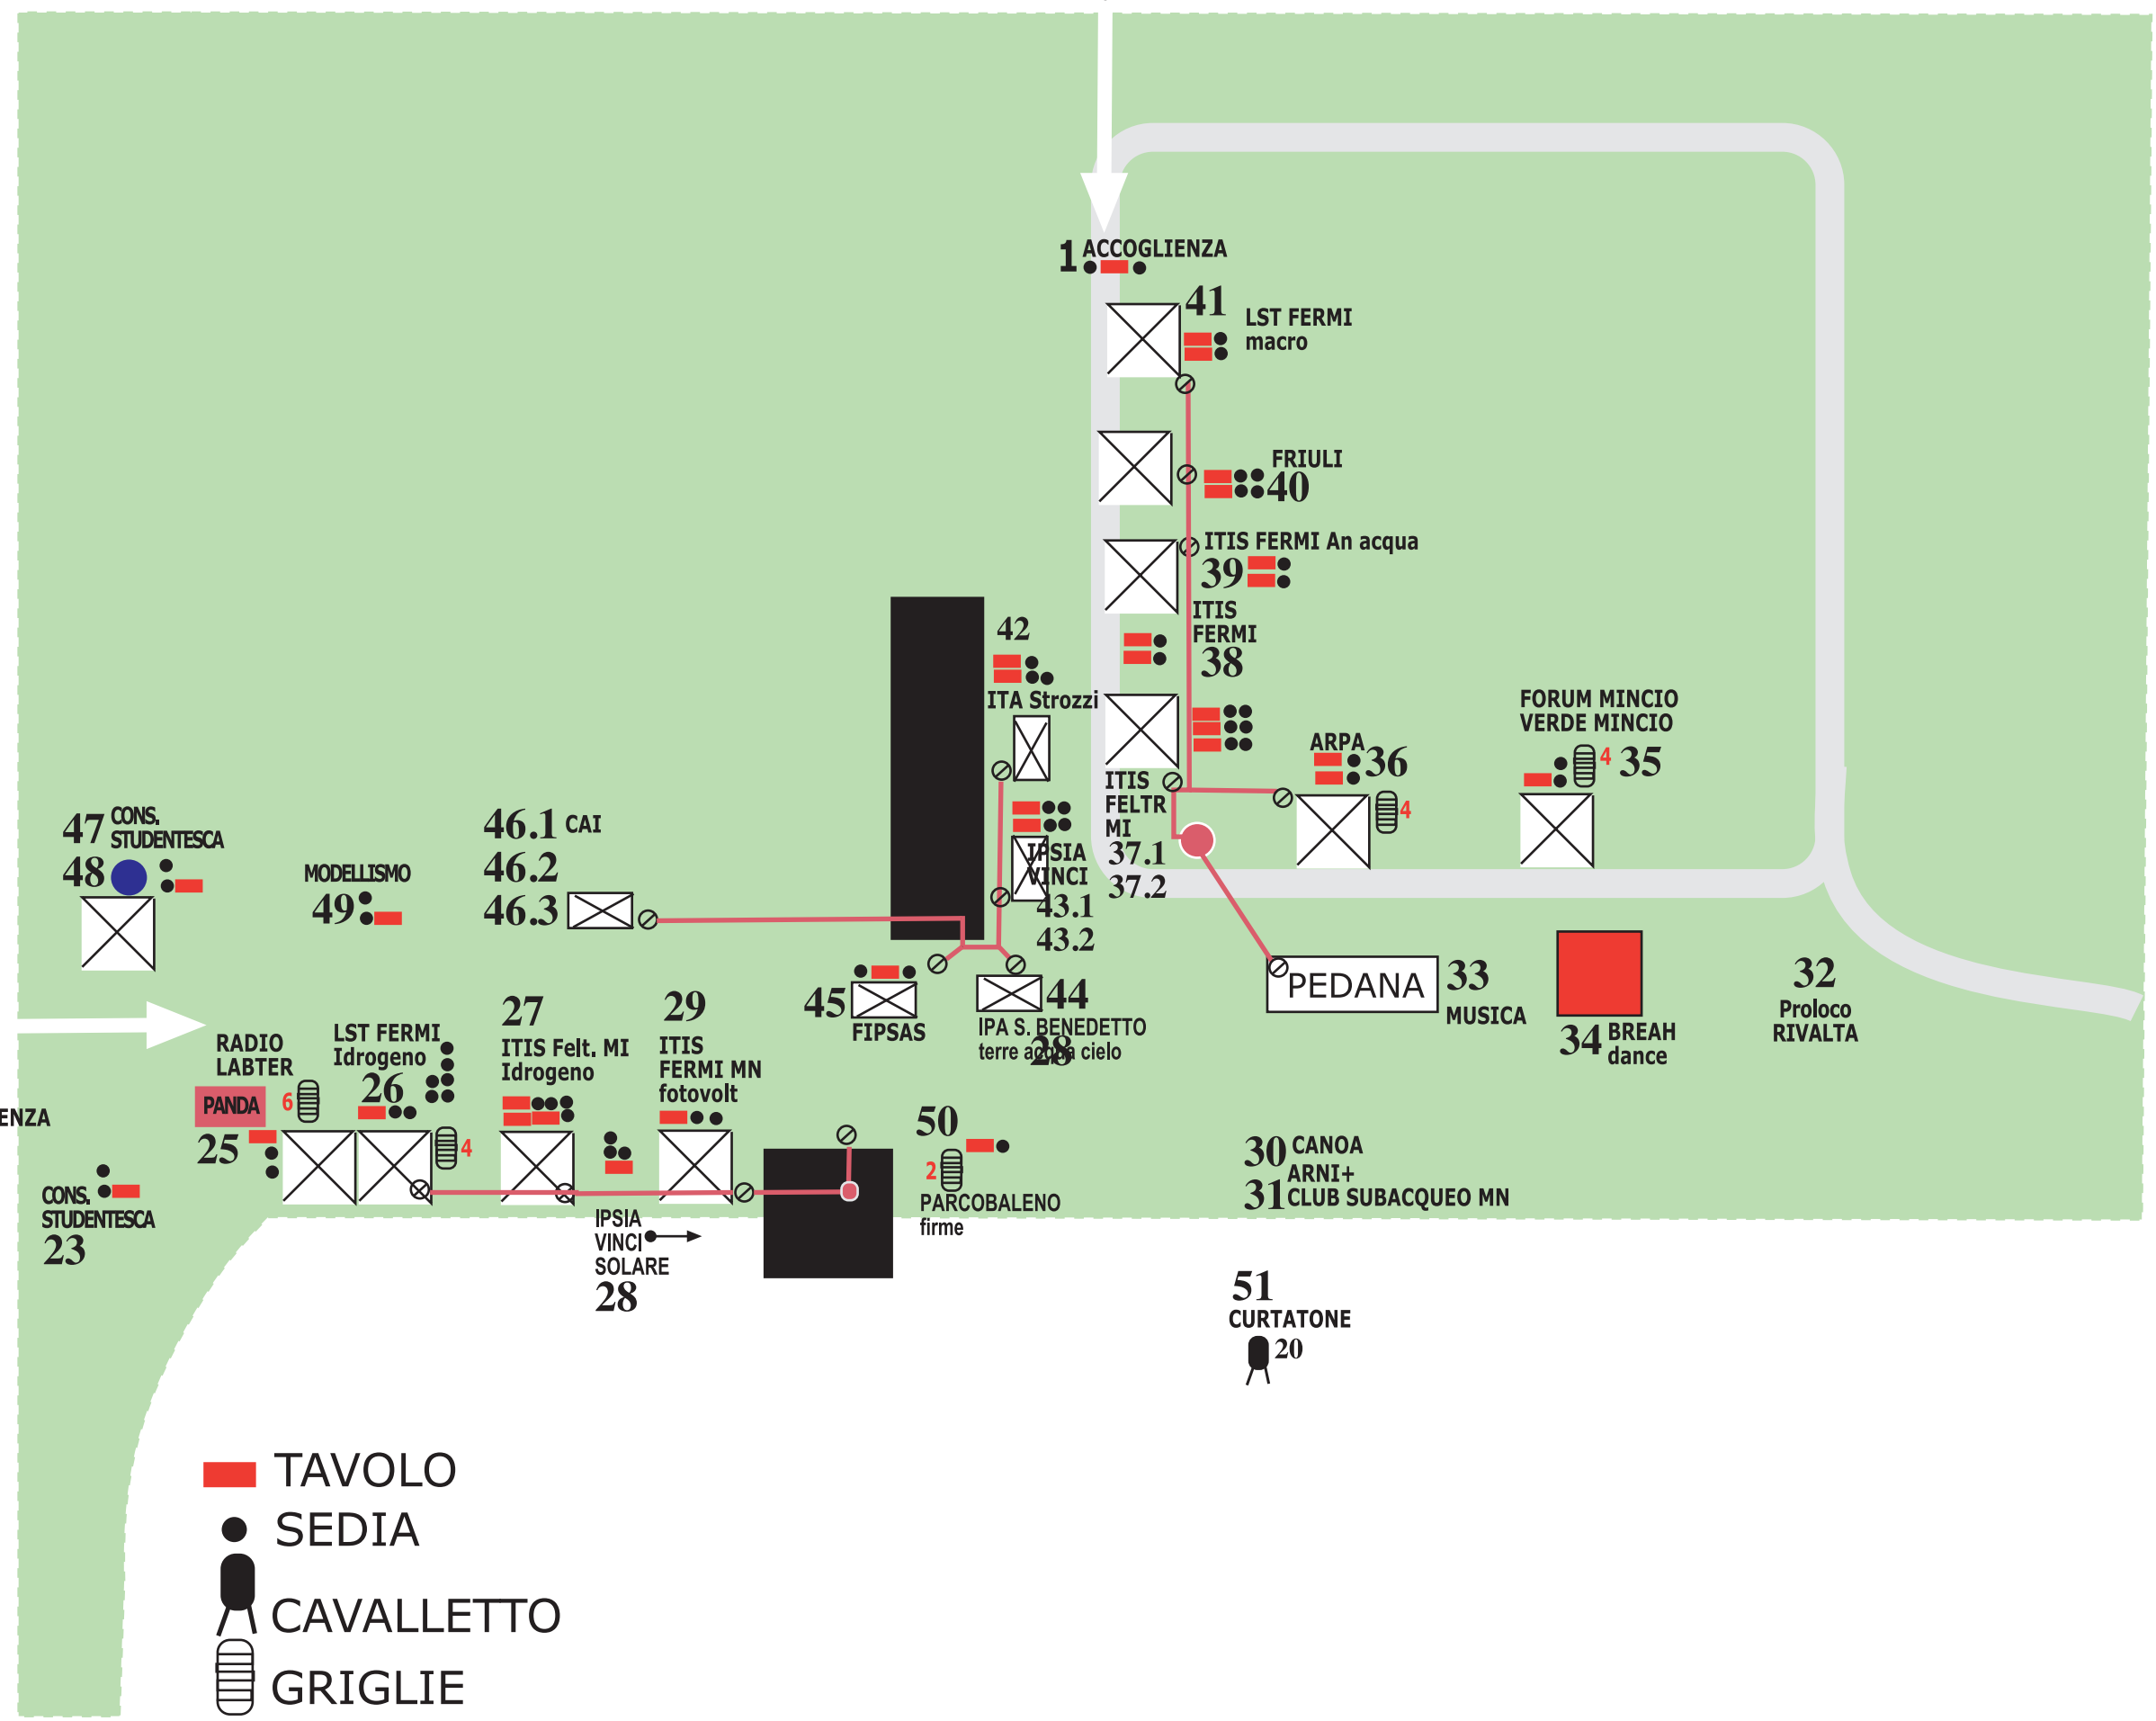 1 ACCOGLIENZA
41
LST FERMI
macro
FRIULI
40
ITIS FERMI An acqua
39
ITIS
FERMI
38
42
ITA Strozzi
FORUM MINCIO
VERDE MINCIO
4 35
ARPA 36
4
ITIS
FELTR
MI
37.1
37.2
IPSIA
VINCI
43.1
43.2
47 CONS.
STUDENTESCA
48
MODELLISMO
49
46.1 CAI
46.2
46.3
PEDANA
33
MUSICA
34 BREAH
dance
32
Proloco
RIVALTA
45
FIPSAS
44
IPA S. BENEDETTO
terre acqua cielo
28
RADIO
LABTER
PANDA
6
25
LST FERMI
Idrogeno
26
4
27
ITIS Felt. MI
Idrogeno
29
ITIS
FERMI MN
fotovolt
50
2
PARCOBALENO
firme
30 CANOA
ARNI+
31 CLUB SUBACQUEO MN
ENZA
CONS.
STUDENTESCA
23
IPSIA
VINCI
SOLARE
28
51
CURTATONE
20
TAVOLO
SEDIA
CAVALLETTO
GRIGLIE